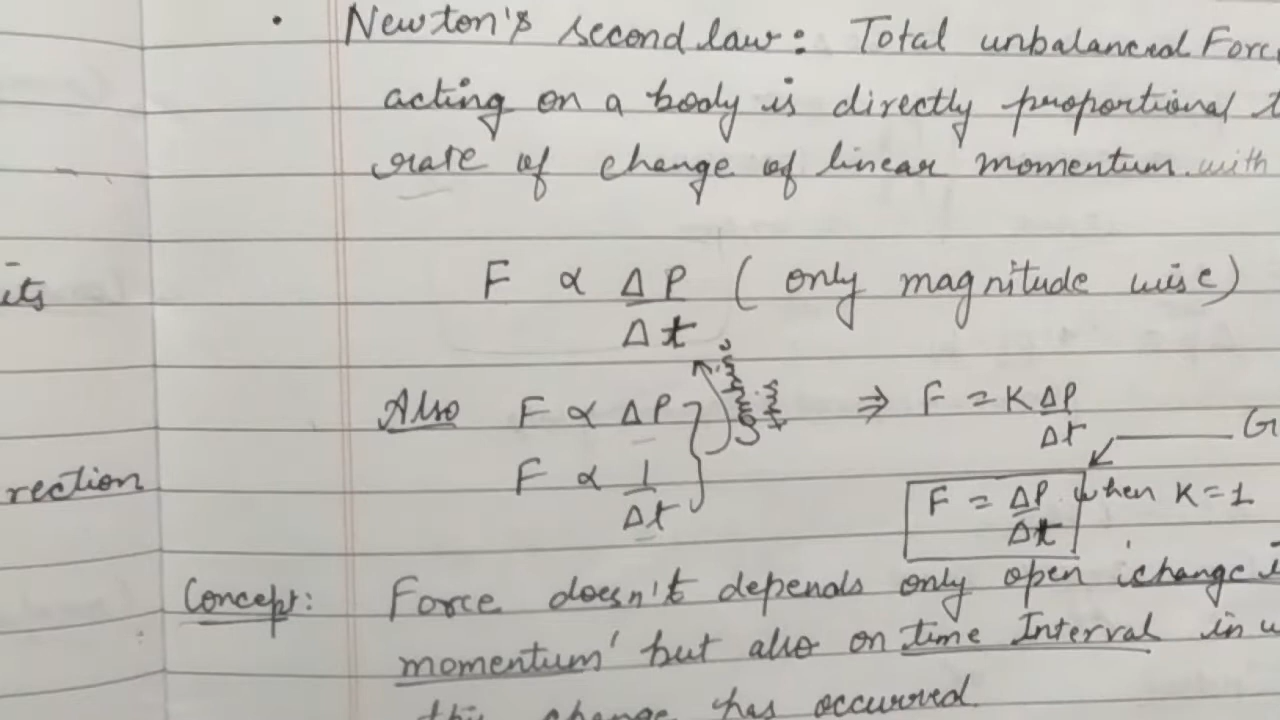 • Newton's second law: Total unbalanced Forc
acting on a body is directly proportional t
rate of change of linear momentum with
F ∝ ΔP/Δt (only magnitude wise)
its
Also F ∝ ΔP ⇒ F = K ΔP/Δt
F ∝ 1/Δt
G
F = ΔP/Δt when K = 1
rection
Concept: Force doesn't depends only open 'change i
momentum' but also on time Interval in w
this change has occurred.